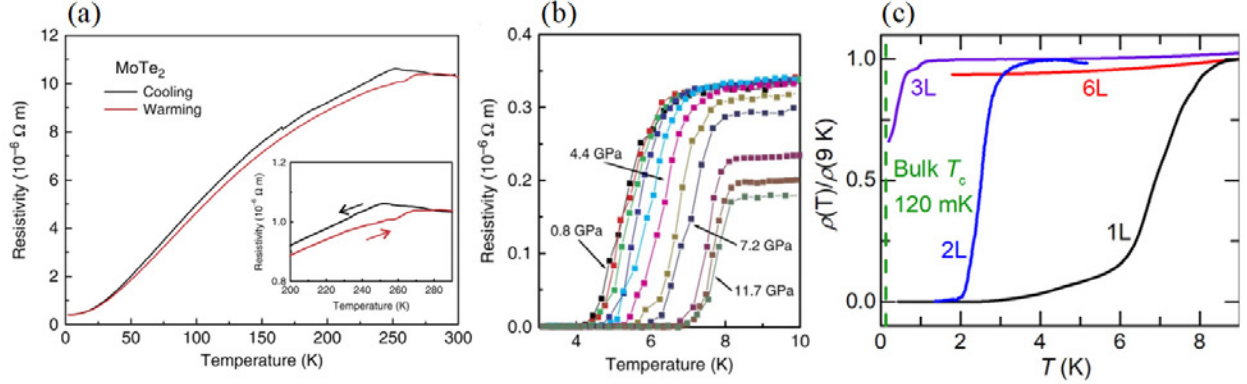 (a)
12
10
8
6
4
2
0
Resistivity (10⁻⁶ Ω m)
MoTe₂
Cooling
Warming
1.2
1.0
0.8
Resistivity (10⁻⁶ Ω m)
200 220 240 260 280
Temperature (K)
0 50 100 150 200 250 300
Temperature (K)
(b)
0.4
0.3
0.2
0.1
0.0
Resistivity (10⁻⁶ Ω m)
4.4 GPa
0.8 GPa
7.2 GPa
11.7 GPa
4 6 8 10
Temperature (K)
(c)
1.0
0.5
0.0
ρ(T)/ρ(9 K)
3L
6L
Bulk Tc
120 mK
2L
1L
0 2 4 6 8
T (K)